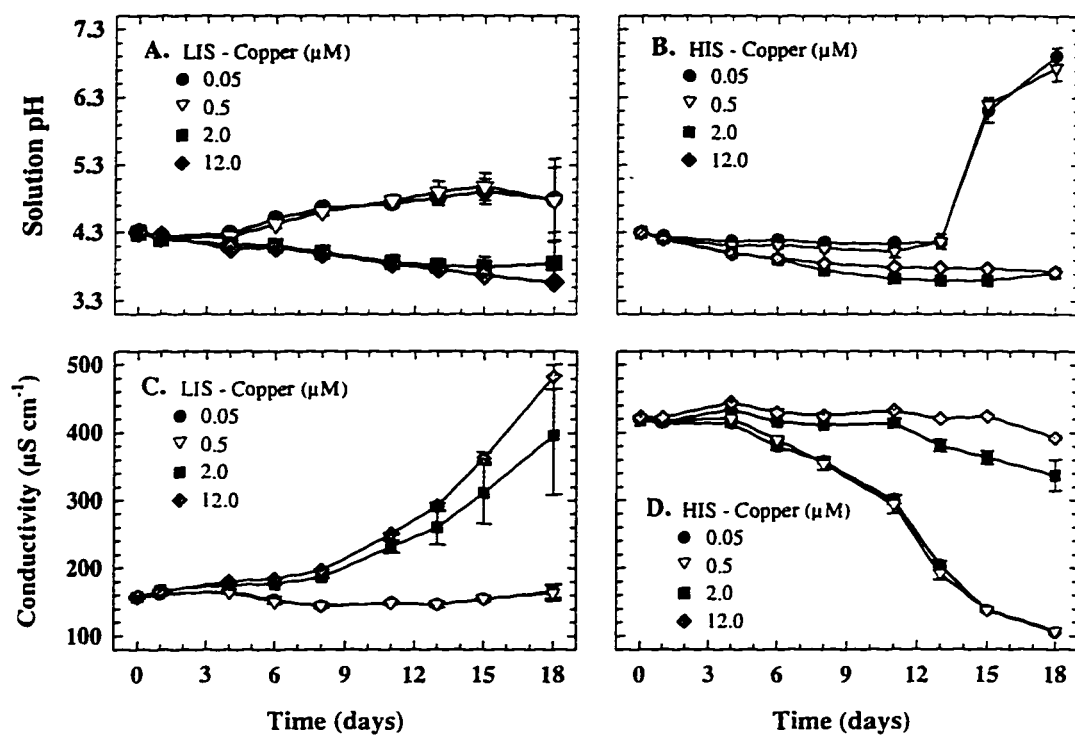 Solution pH
7.3
6.3
5.3
4.3
3.3
A. LIS - Copper (μM)
0.05
0.5
2.0
12.0
B. HIS - Copper (μM)
0.05
0.5
2.0
12.0
Conductivity (μS cm⁻¹)
500
400
300
200
100
C. LIS - Copper (μM)
0.05
0.5
2.0
12.0
D. HIS - Copper (μM)
0.05
0.5
2.0
12.0
0 3 6 9 12 15 18
0 3 6 9 12 15 18
Time (days)
Time (days)